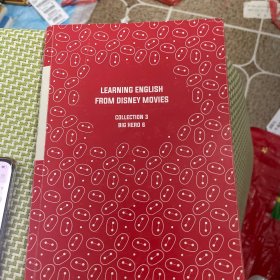 LEARNING ENGLISH
FROM DISNEY MOVIES
COLLECTION 3
BIG HERO 6